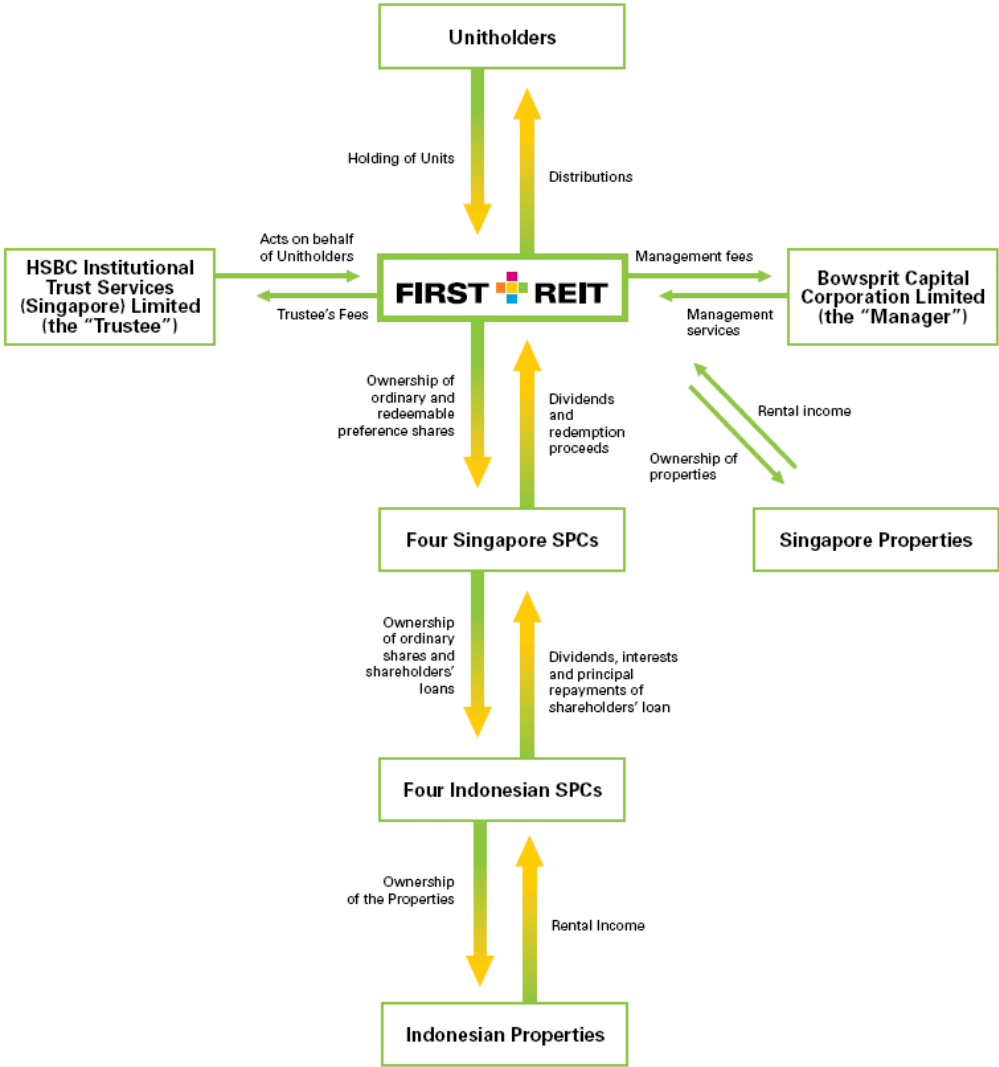 Unitholders
Holding of Units
Distributions
HSBC Institutional
Trust Services
(Singapore) Limited
(the “Trustee”)
Acts on behalf
of Unitholders
Trustee’s Fees
FIRST REIT
Management fees
Management
services
Bowsprit Capital
Corporation Limited
(the “Manager”)
Ownership of
ordinary and
redeemable
preference shares
Dividends
and
redemption
proceeds
Rental income
Ownership of
properties
Four Singapore SPCs
Singapore Properties
Ownership
of ordinary
shares and
shareholders’
loans
Dividends, interests
and principal
repayments of
shareholders’ loan
Four Indonesian SPCs
Ownership
of the Properties
Rental Income
Indonesian Properties